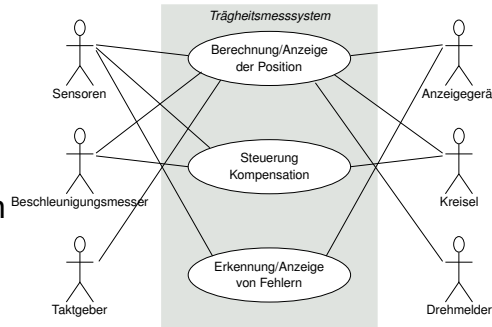 Trägheitsmesssystem
Berechnung/Anzeige
der Position
Sensoren
Anzeigegerä
Steuerung
Kompensation
n
Beschleunigungsmesser
Kreisel
Erkennung/Anzeige
von Fehlern
Taktgeber
Drehmelder